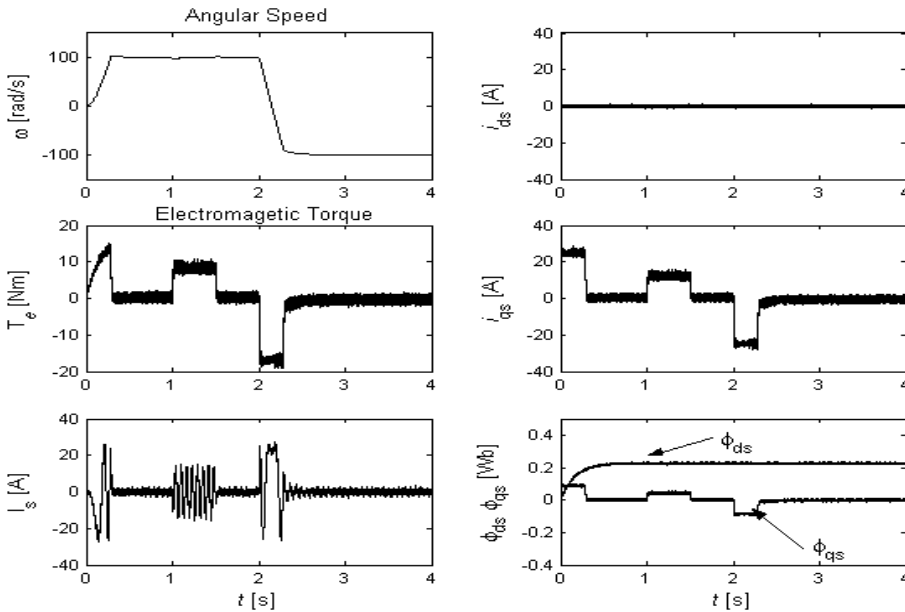 Angular Speed
ω [rad/s]
100
0
-100
0 1 2 3 4
i_ds [A]
40
20
0
-20
-40
0 1 2 3 4
Electromagetic Torque
T_e [Nm]
20
10
0
-10
-20
0 1 2 3 4
i_qs [A]
40
20
0
-20
-40
0 1 2 3 4
I_s [A]
40
20
0
-20
-40
0 1 2 3 4
t [s]
ϕ_ds ϕ_qs [Wb]
0.4
0.2
0
-0.2
-0.4
ϕ_ds
ϕ_qs
0 1 2 3 4
t [s]